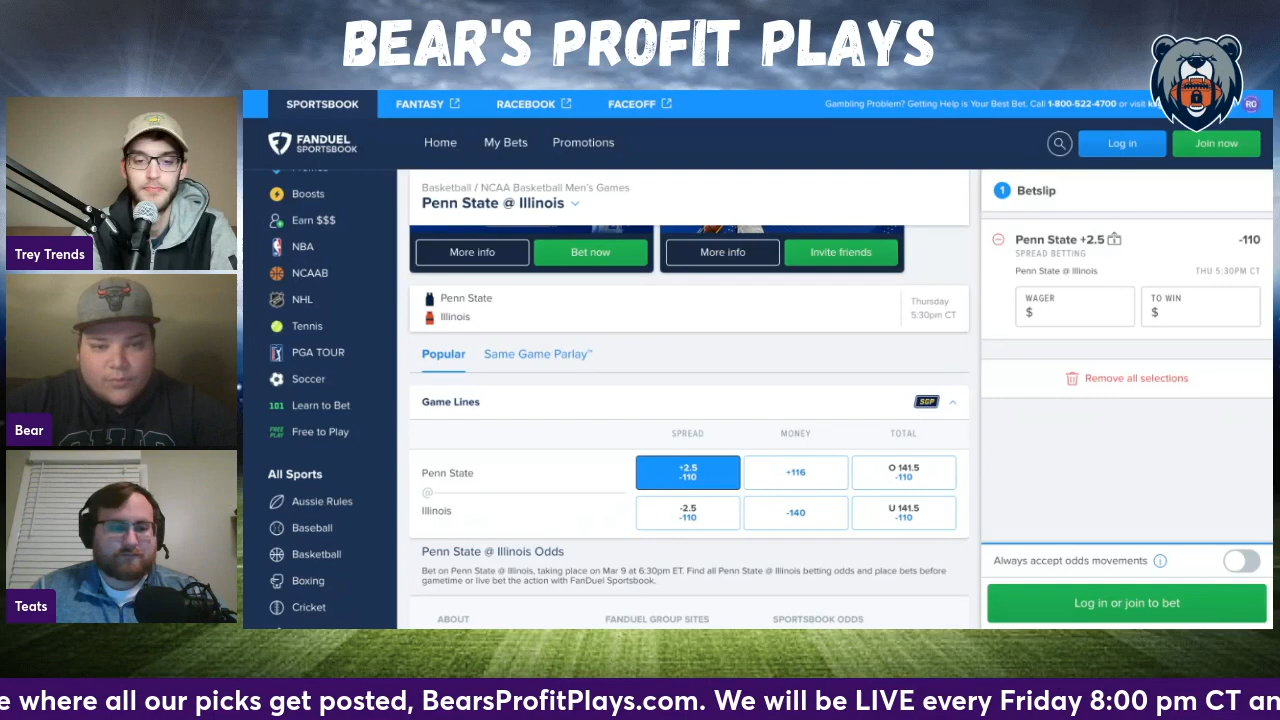 BEAR'S PROFIT PLAYS
SPORTSBOOK
FANTASY
RACEBOOK
FACEOFF
Gambling Problem? Getting Help is Your Best Bet. Call 1-800-522-4700 or visit
RG
FANDUEL
SPORTSBOOK
Home
My Bets
Promotions
Log in
Join now
Boosts
Earn $$$
NBA
NCAAB
NHL
Tennis
PGA TOUR
Soccer
101 Learn to Bet
FREE PLAY Free to Play
All Sports
Aussie Rules
Baseball
Basketball
Boxing
Cricket
Basketball / NCAA Basketball Men's Games
Penn State @ Illinois
More info
Bet now
More info
Invite friends
Penn State
Illinois
Thursday
5:30pm CT
Popular
Same Game Parlay™
Game Lines
SGP
SPREAD MONEY TOTAL
Penn State
+2.5
-110
+116
O 141.5
-110
@
Illinois
-2.5
-110
-140
U 141.5
-110
Penn State @ Illinois Odds
Bet on Penn State @ Illinois, taking place on Mar 9 at 6:30pm ET. Find all Penn State @ Illinois betting odds and place bets before
gametime or live bet the action with FanDuel Sportsbook.
ABOUT
FANDUEL GROUP SITES
SPORTSBOOK ODDS
1 Betslip
Penn State +2.5
-110
SPREAD BETTING
Penn State @ Illinois
THU 5:30PM CT
WAGER
$
TO WIN
$
Remove all selections
Always accept odds movements
Log in or join to bet
Trey Trends
Bear
Teats
e where all our picks get posted, BearsProfitPlays.com. We will be LIVE every Friday 8:00 pm CT an